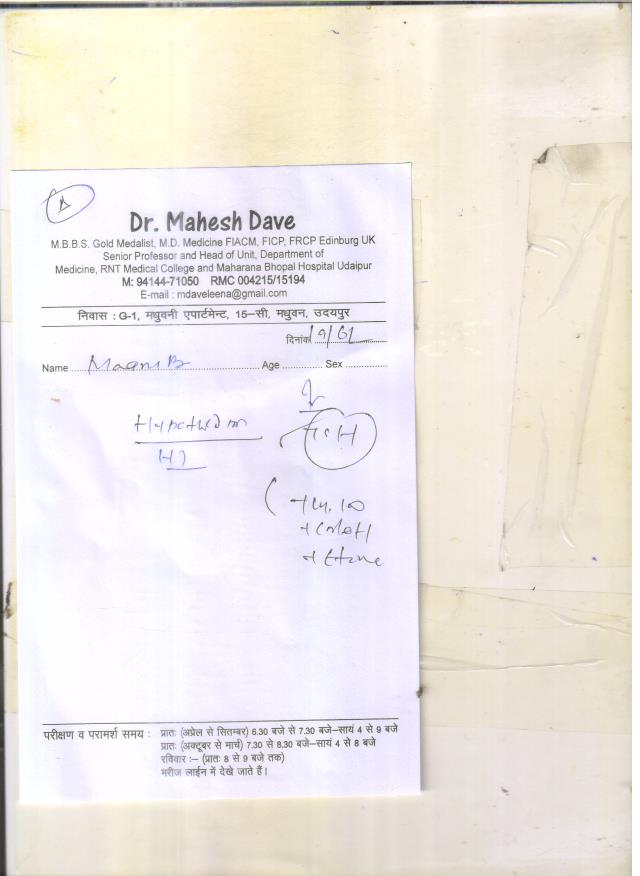 Dr. Mahesh Dave
M.B.B.S. Gold Medalist, M.D. Medicine FIACM, FICP, FRCP Edinburg UK
Senior Professor and Head of Unit, Department of
Medicine, RNT Medical College and Maharana Bhopal Hospital Udaipur
M: 94144-71050 RMC 004215/15194
E-mail : mdaveleena@gmail.com
निवास : G-1, मधुवनी एपार्टमेन्ट, 15–सी, मधुवन, उदयपुर
दिनांक
Name Age Sex
परीक्षण व परामर्श समय : प्रातः (अप्रेल से सितम्बर) 6.30 बजे से 7.30 बजे–सायं 4 से 9 बजे
प्रातः (अक्टूबर से मार्च) 7.30 से 8.30 बजे–सायं 4 से 8 बजे
रविवार :– (प्रातः 8 से 9 बजे तक)
मरीज लाईन में देखे जाते हैं।